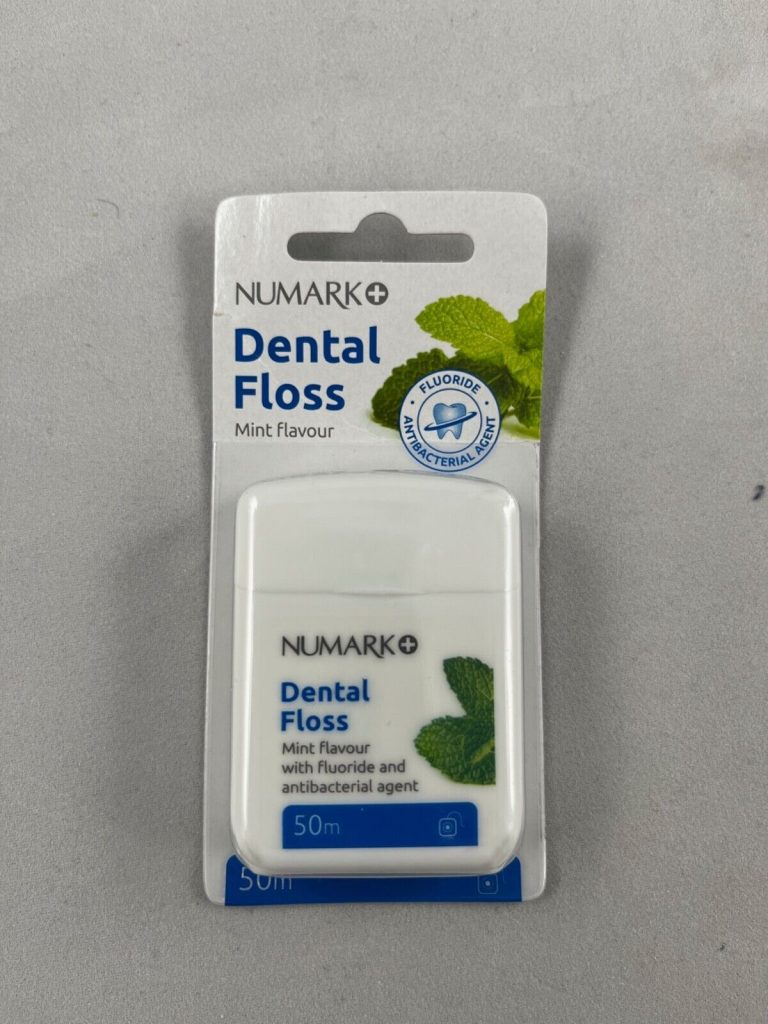 NUMARK
Dental
Floss
Mint flavour
FLUORIDE
ANTIBACTERIAL AGENT
NUMARK
Dental
Floss
Mint flavour
with fluoride and
antibacterial agent
50m
50m